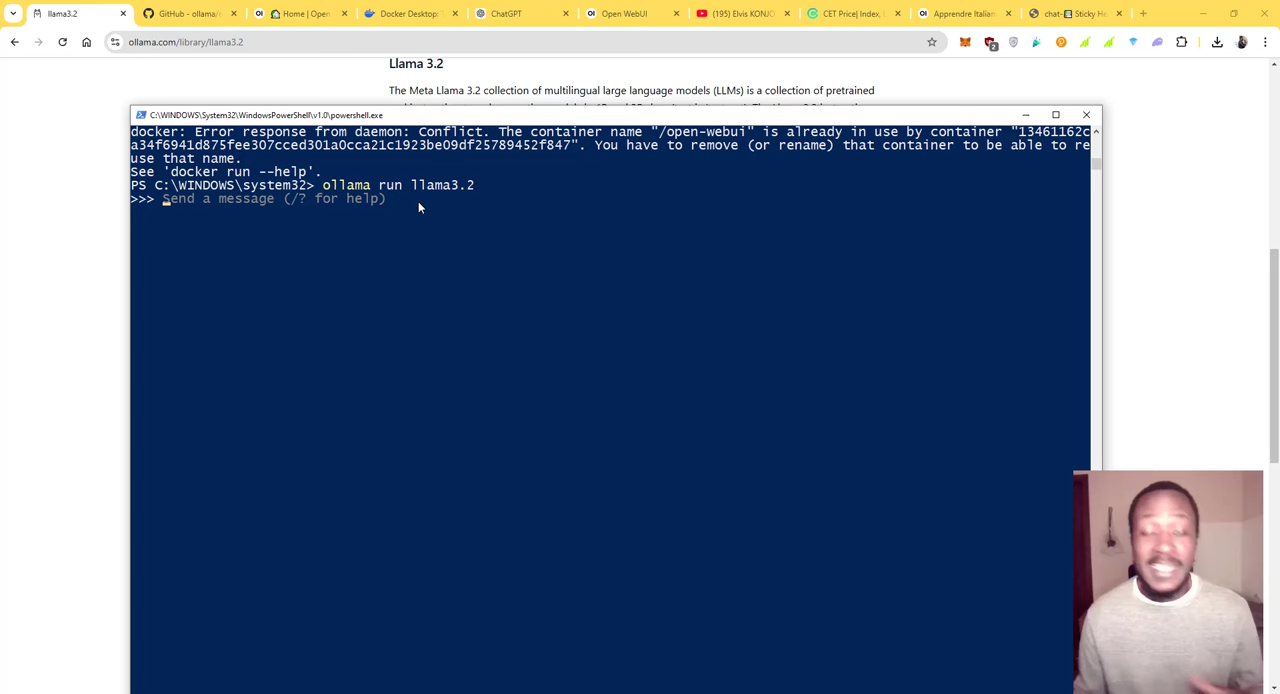 llama3.2
GitHub - ollama/
Home | Open
Docker Desktop:
ChatGPT
Open WebUI
(195) Elvis KONJO
CET Price| Index, 
Apprendre Italian
chat- Sticky He
ollama.com/library/llama3.2
2
Llama 3.2
The Meta Llama 3.2 collection of multilingual large language models (LLMs) is a collection of pretrained
C:\WINDOWS\System32\WindowsPowerShell\v1.0\powershell.exe
docker: Error response from daemon: Conflict. The container name "/open-webui" is already in use by container "13461162c
a34f6941d875fee307cced301a0cca21c1923be09df25789452f847". You have to remove (or rename) that container to be able to re
use that name.
See 'docker run --help'.
PS C:\WINDOWS\system32> ollama run llama3.2
>>> Send a message (/? for help)